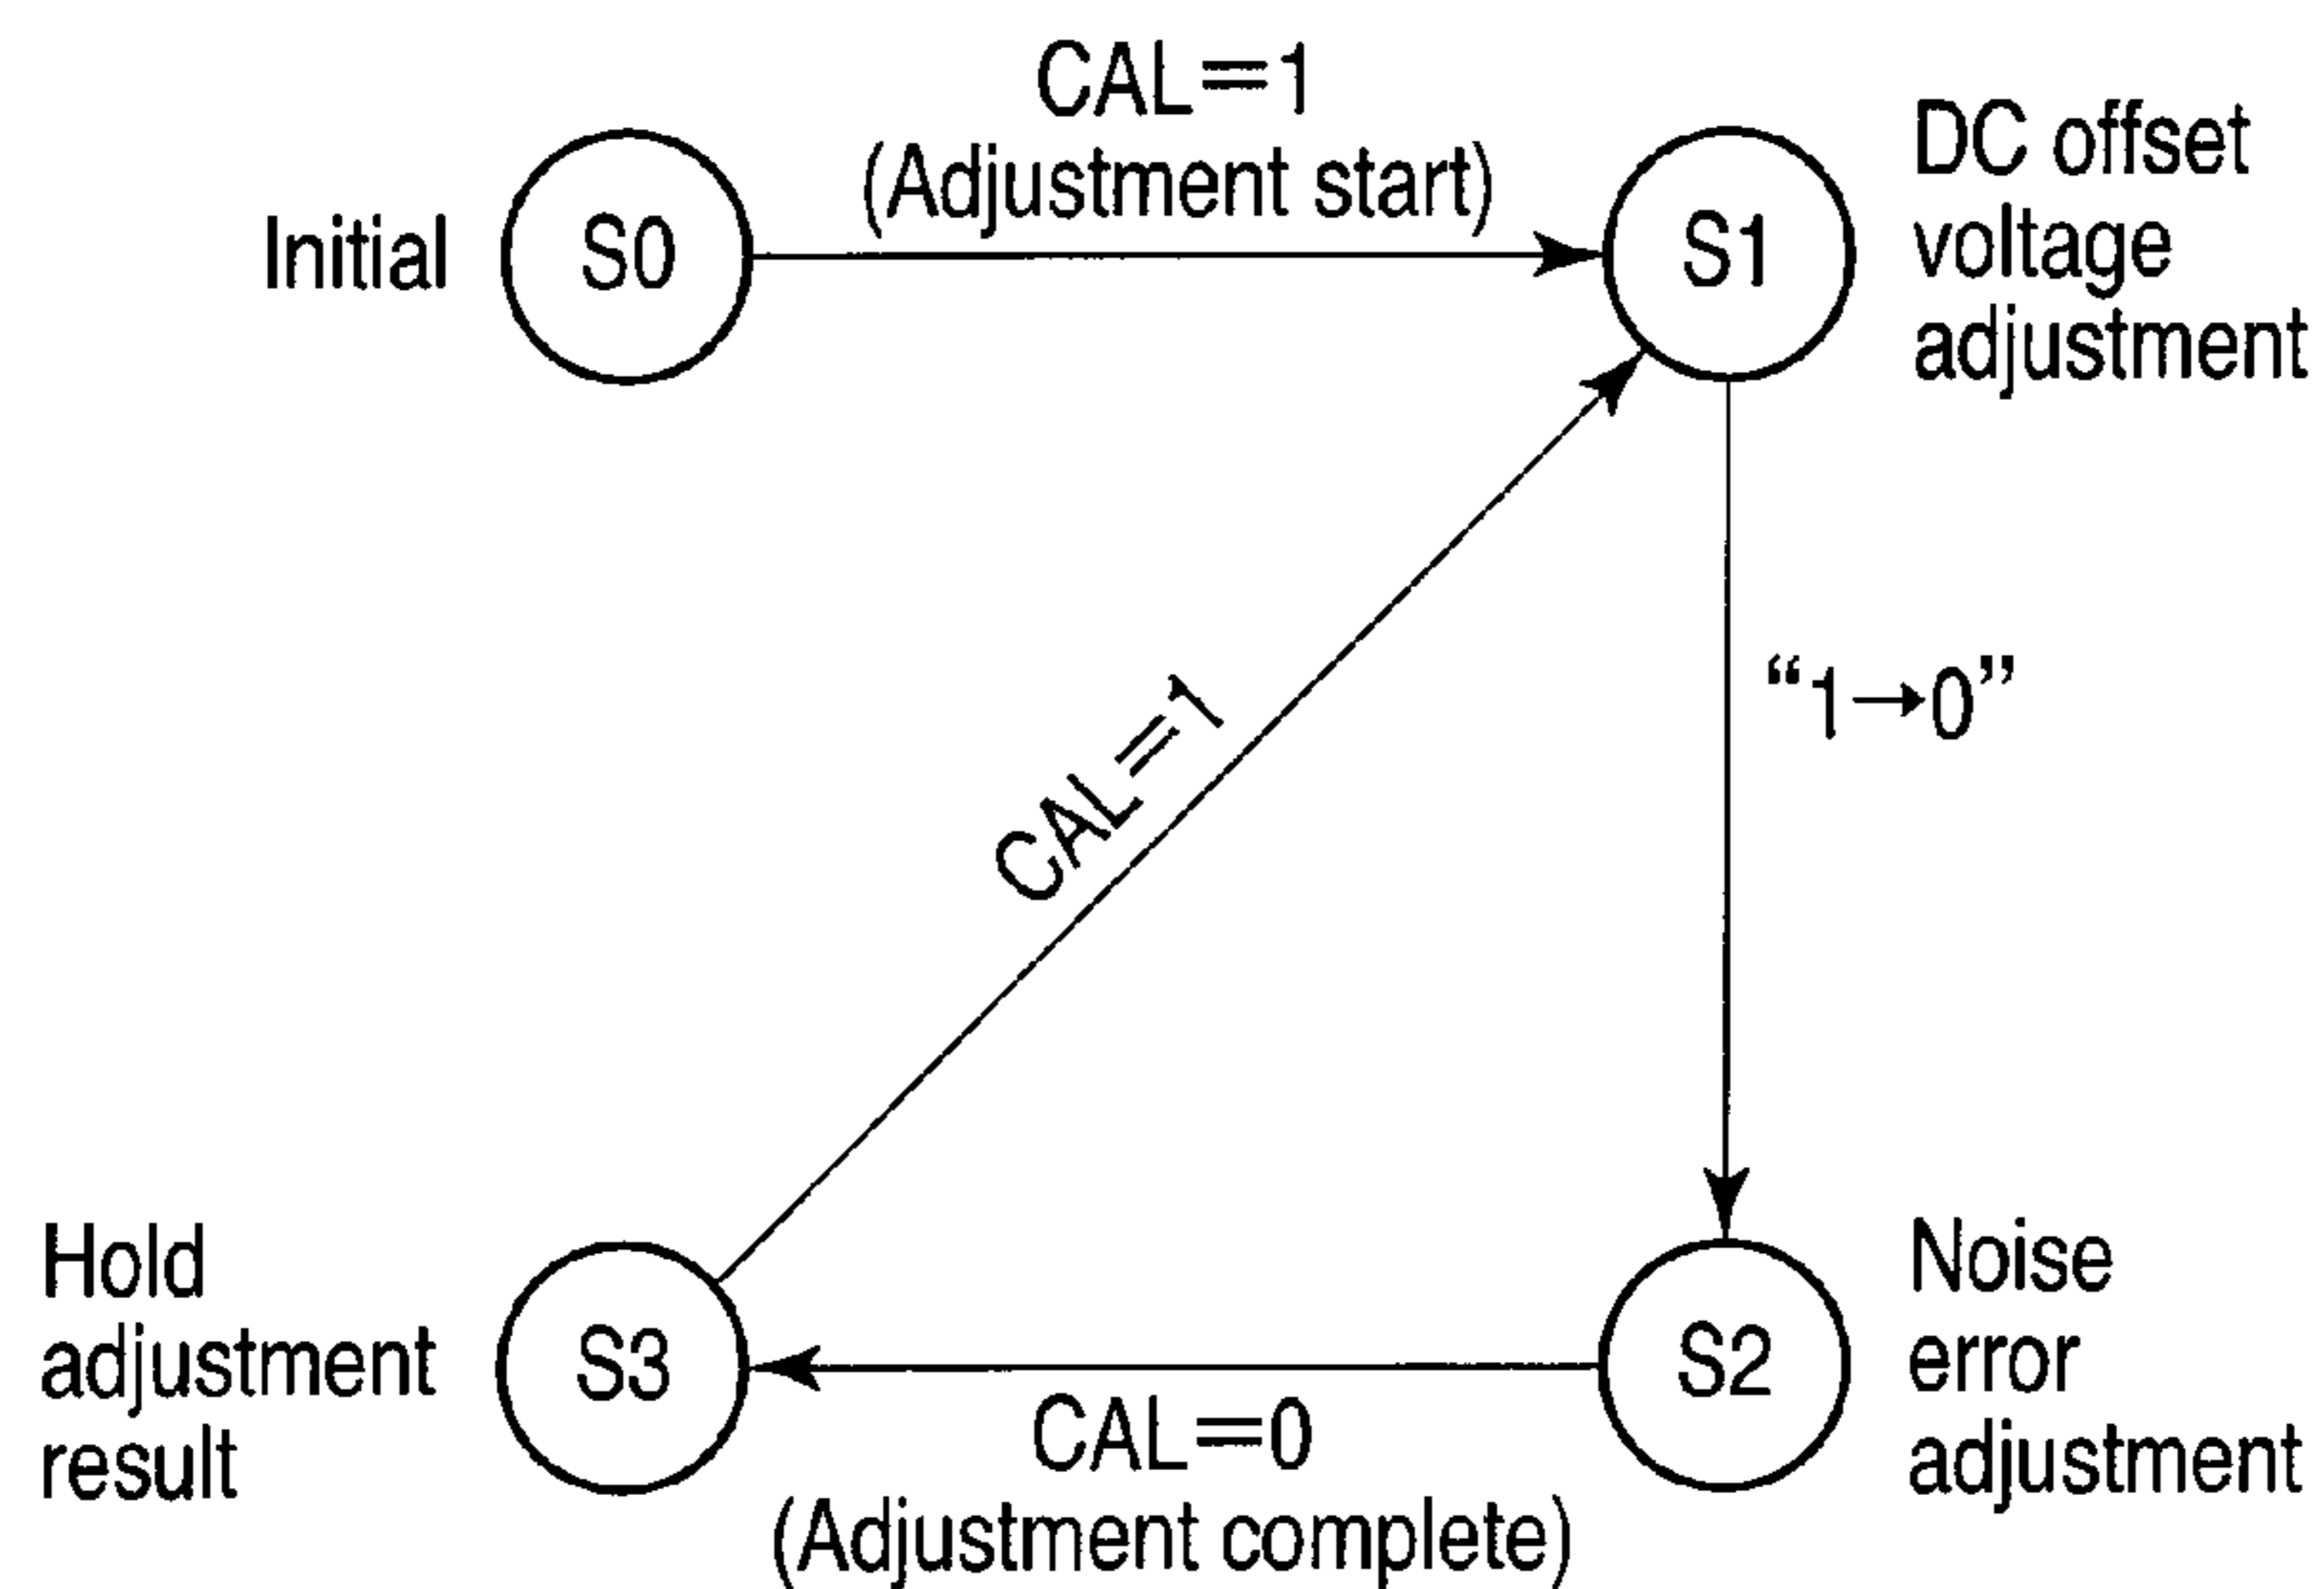 CAL=1
(Adjustment start)
Initial
S0
S1
DC offset
voltage
adjustment
“1→0”
CAL=1
Hold
adjustment
result
S3
S2
Noise
error
adjustment
CAL=0
(Adjustment complete)